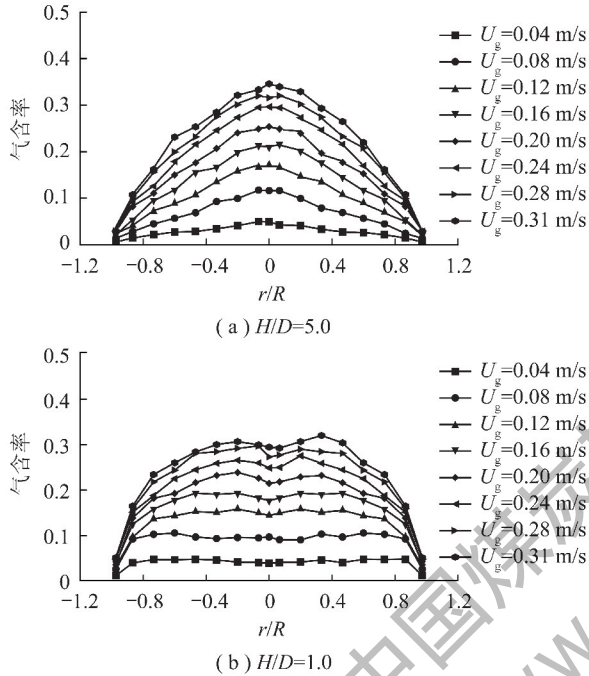 0.5
0.4
0.3
0.2
0.1
0
气含率
−1.2 −0.8 −0.4 0 0.4 0.8 1.2
r/R
U_g=0.04 m/s
U_g=0.08 m/s
U_g=0.12 m/s
U_g=0.16 m/s
U_g=0.20 m/s
U_g=0.24 m/s
U_g=0.28 m/s
U_g=0.31 m/s
( a ) H/D=5.0
0.5
0.4
0.3
0.2
0.1
0
气含率
−1.2 −0.8 −0.4 0 0.4 0.8 1.2
r/R
U_g=0.04 m/s
U_g=0.08 m/s
U_g=0.12 m/s
U_g=0.16 m/s
U_g=0.20 m/s
U_g=0.24 m/s
U_g=0.28 m/s
U_g=0.31 m/s
( b ) H/D=1.0
中国煤炭